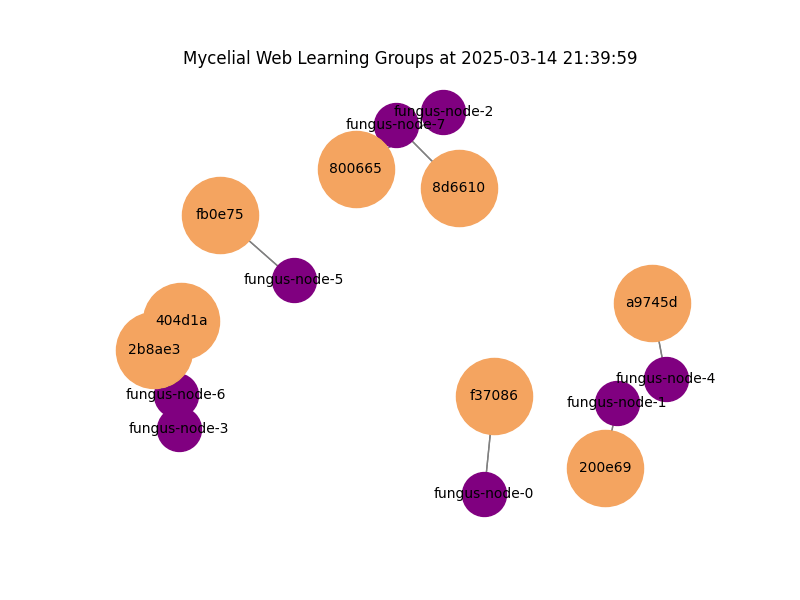 Mycelial Web Learning Groups at 2025-03-14 21:39:59
fungus-node-2
fungus-node-7
800665
8d6610
fb0e75
fungus-node-5
a9745d
404d1a
2b8ae3
fungus-node-4
fungus-node-6
f37086
fungus-node-1
fungus-node-3
200e69
fungus-node-0